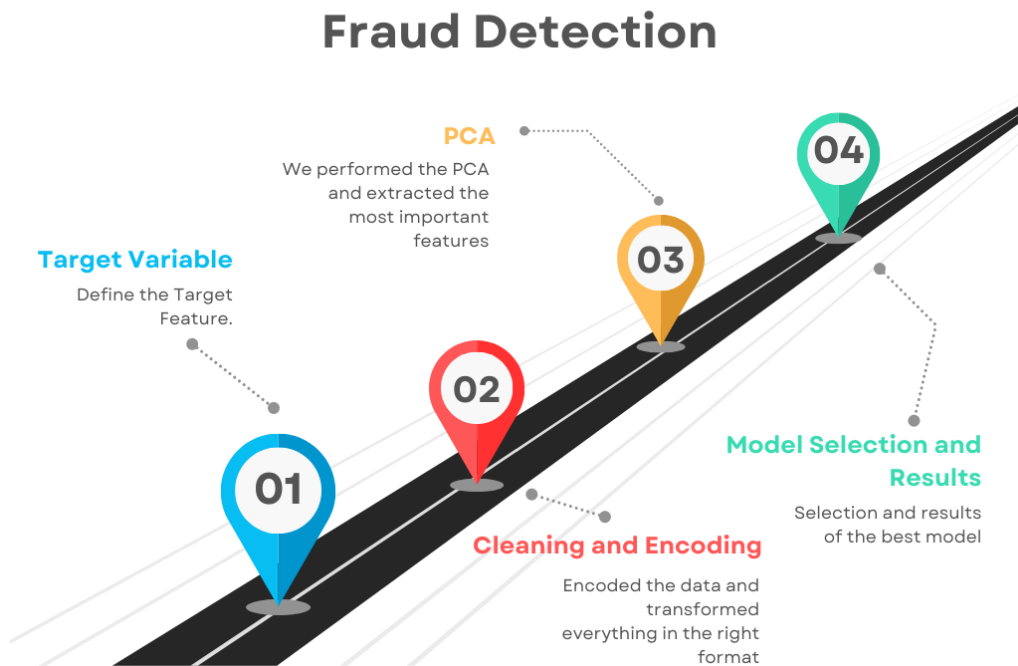 Fraud Detection
01
Target Variable
Define the Target
Feature.
02
Cleaning and Encoding
Encoded the data and
transformed
everything in the right
format
03
PCA
We performed the PCA
and extracted the
most important
features
04
Model Selection and
Results
Selection and results
of the best model